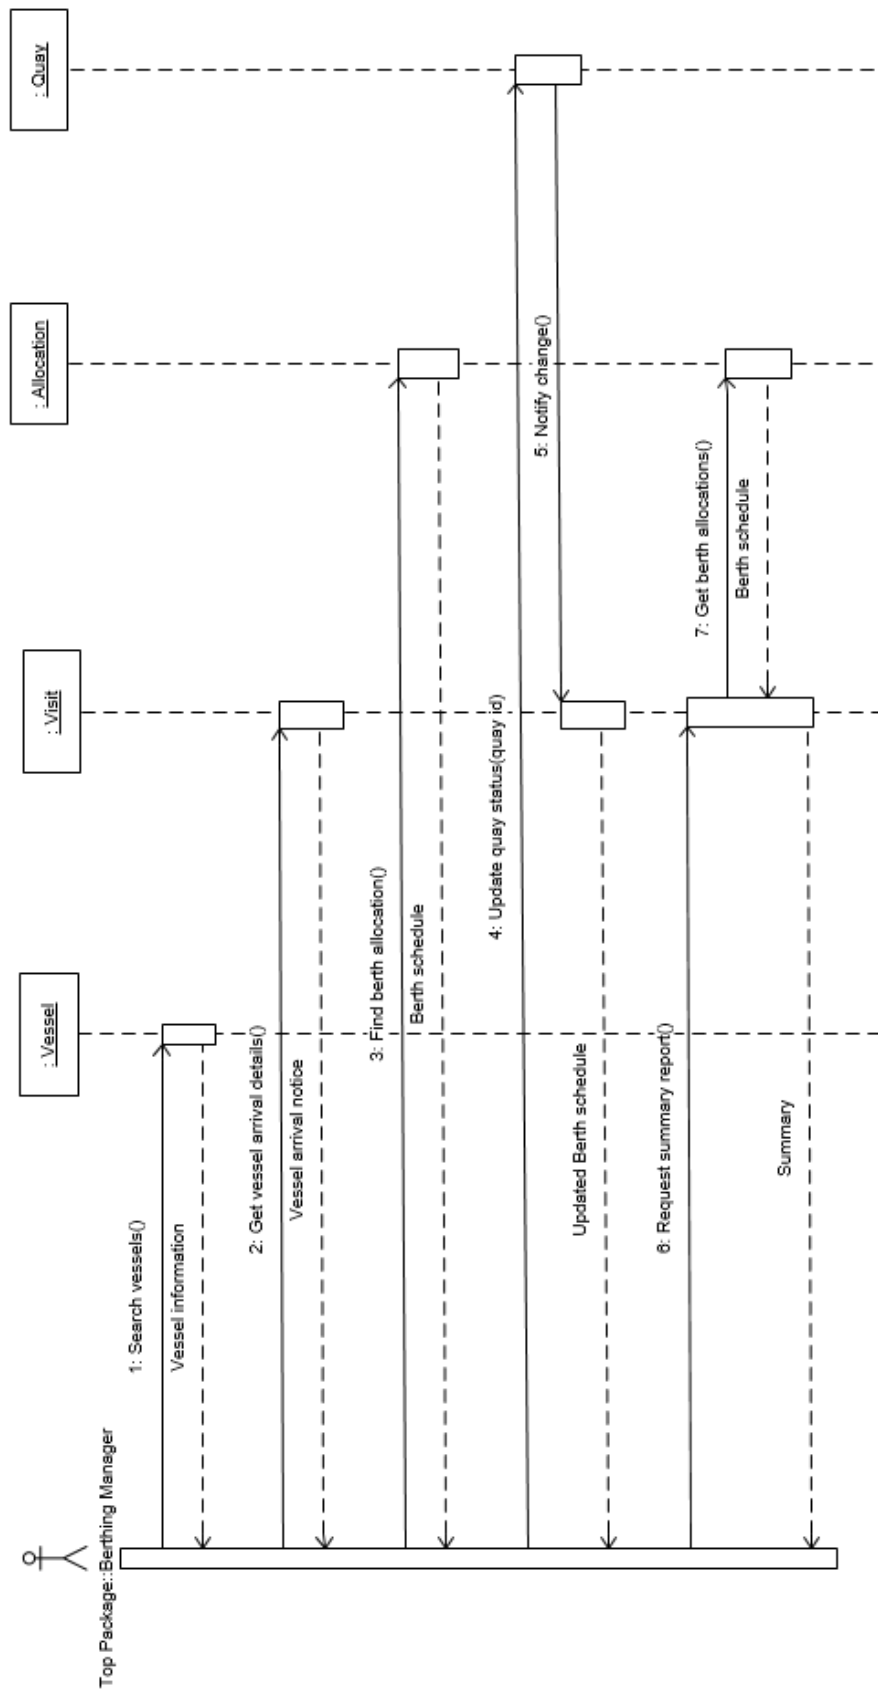 Top Package::Berthing Manager
: Vessel
: Visit
: Allocation
: Quay
1: Search vessels()
Vessel information
2: Get vessel arrival details()
Vessel arrival notice
3: Find berth allocation()
Berth schedule
4: Update quay status(quay id)
5: Notify change()
Updated Berth schedule
6: Request summary report()
7: Get berth allocations()
Berth schedule
Summary